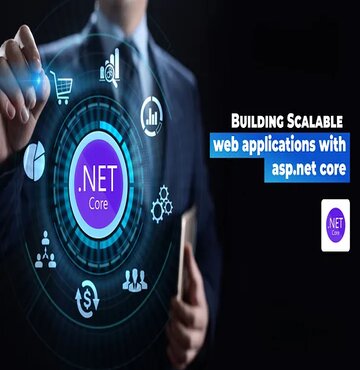 BUILDING SCALABLE
web applications with
asp.net core
.NET
Core
.NET
Core